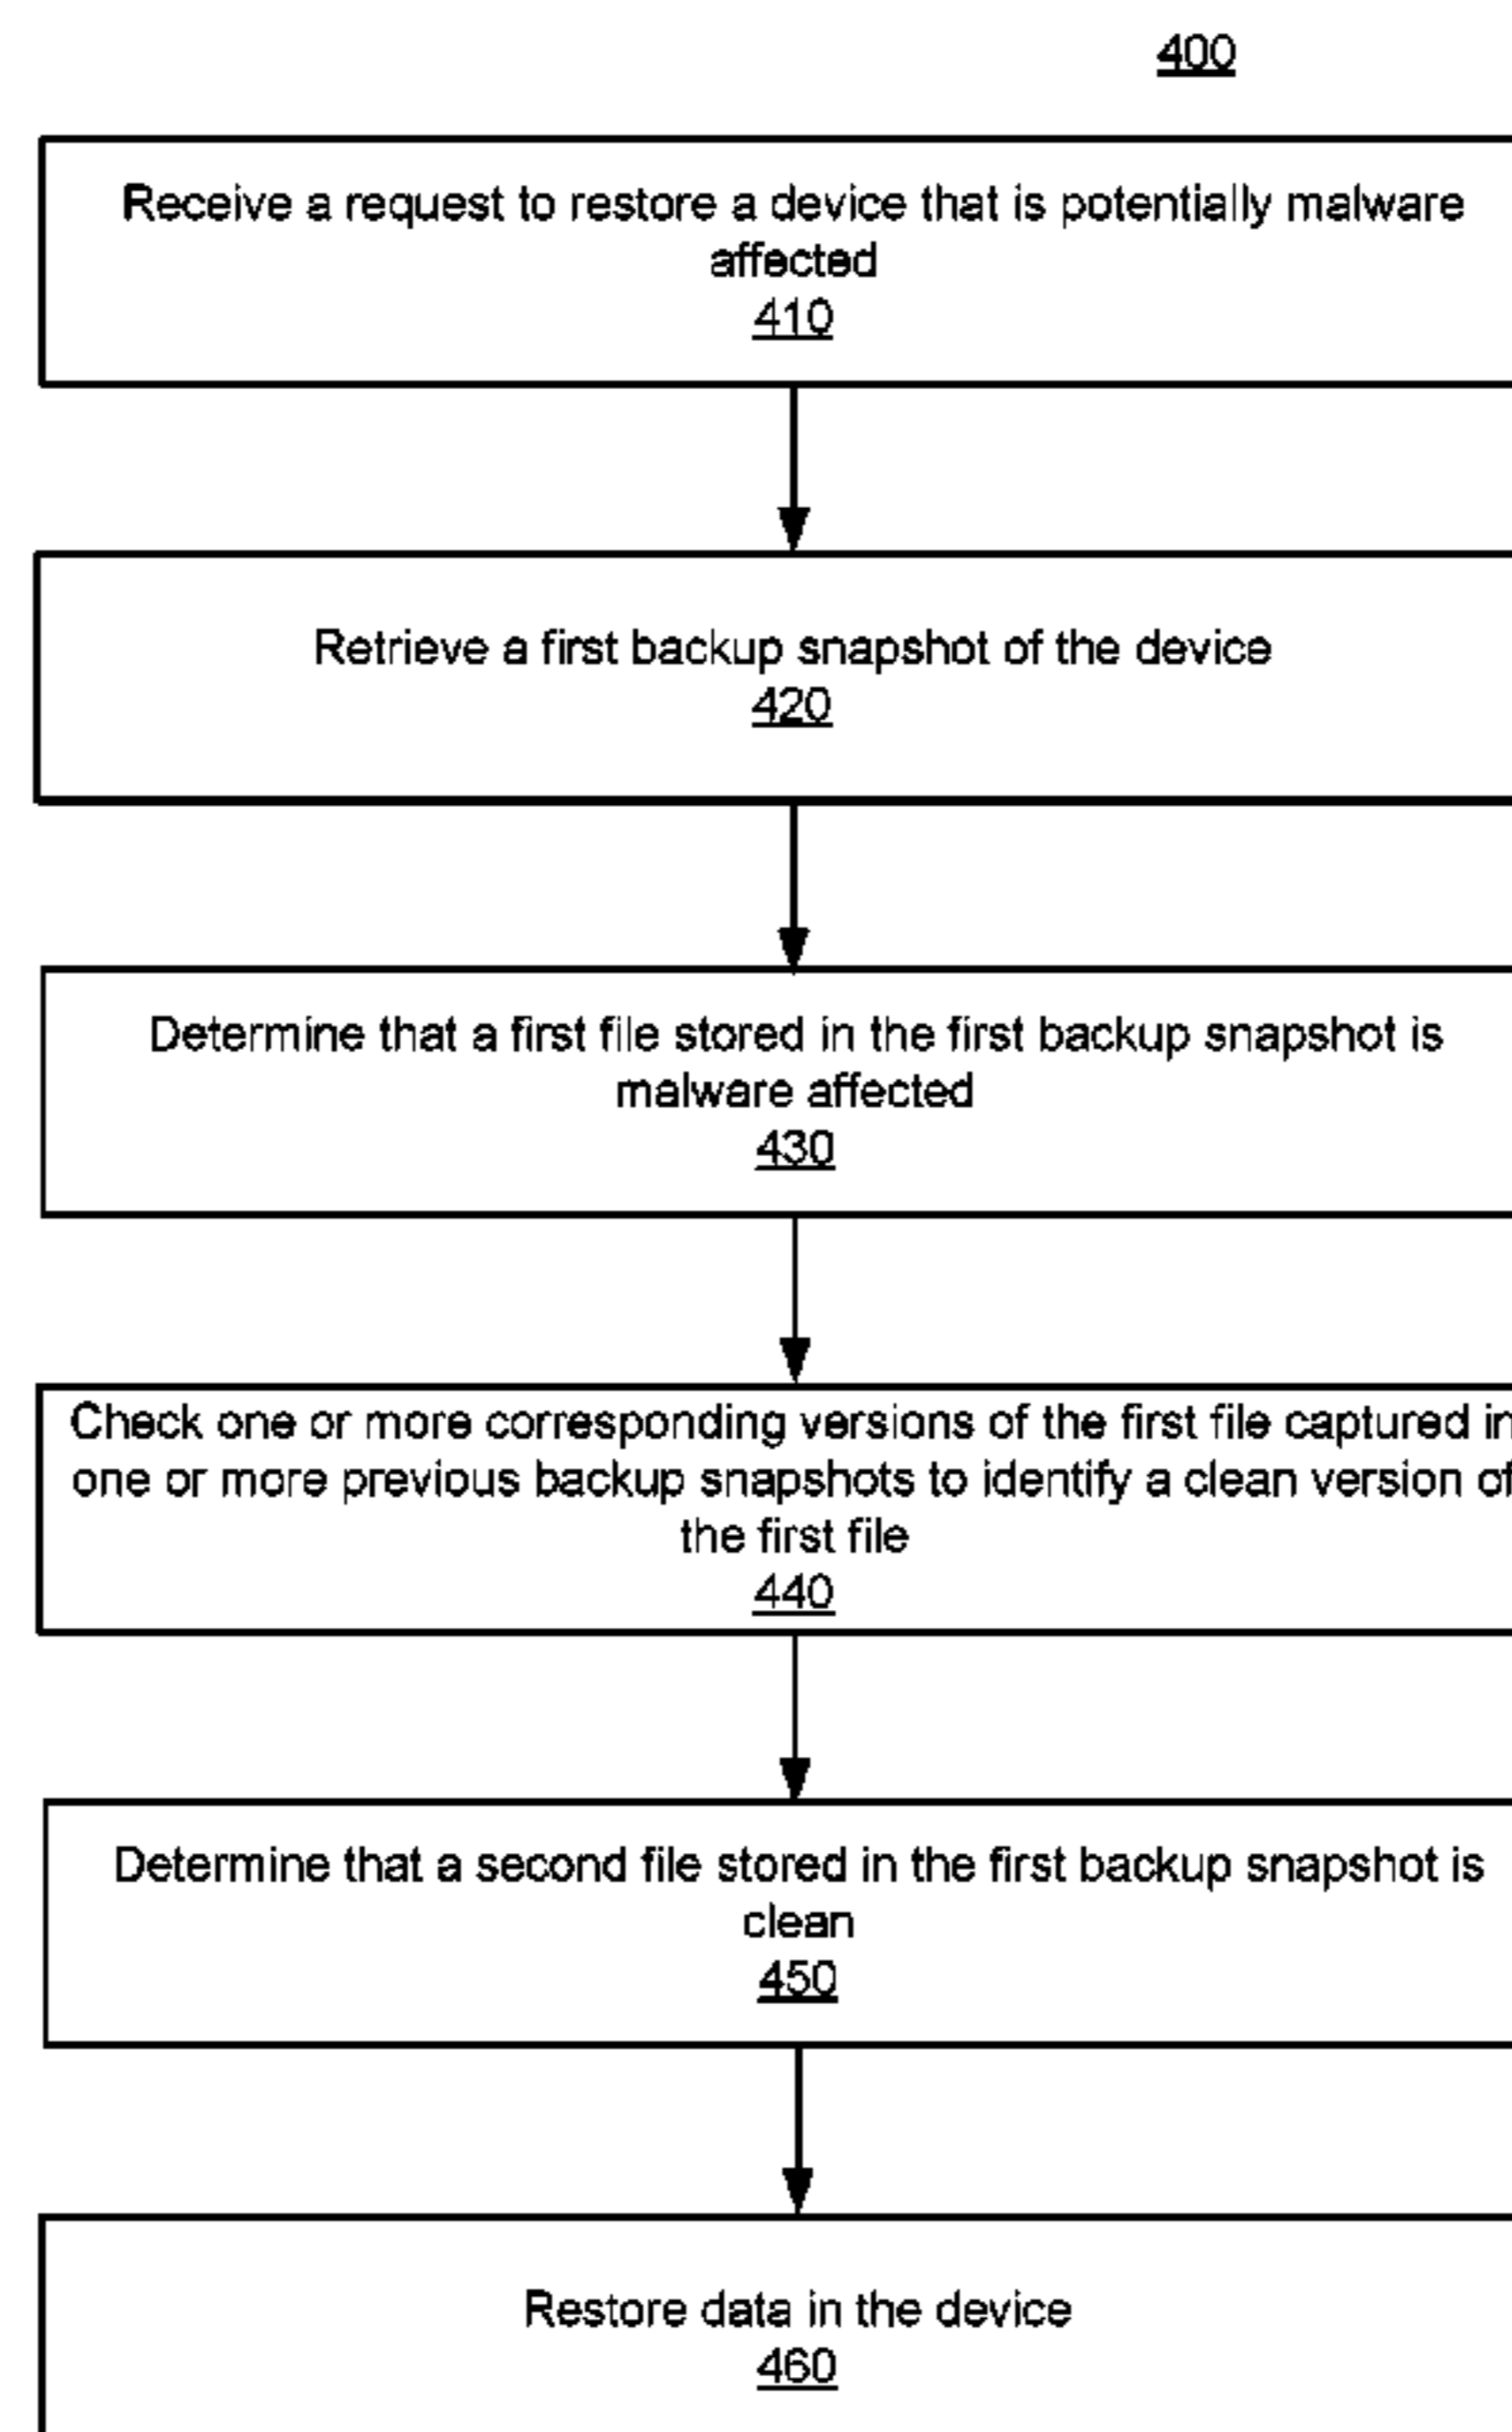 400
Receive a request to restore a device that is potentially malware
affected
410
Retrieve a first backup snapshot of the device
420
Determine that a first file stored in the first backup snapshot is
malware affected
430
Check one or more corresponding versions of the first file captured in
one or more previous backup snapshots to identify a clean version of
the first file
440
Determine that a second file stored in the first backup snapshot is
clean
450
Restore data in the device
460